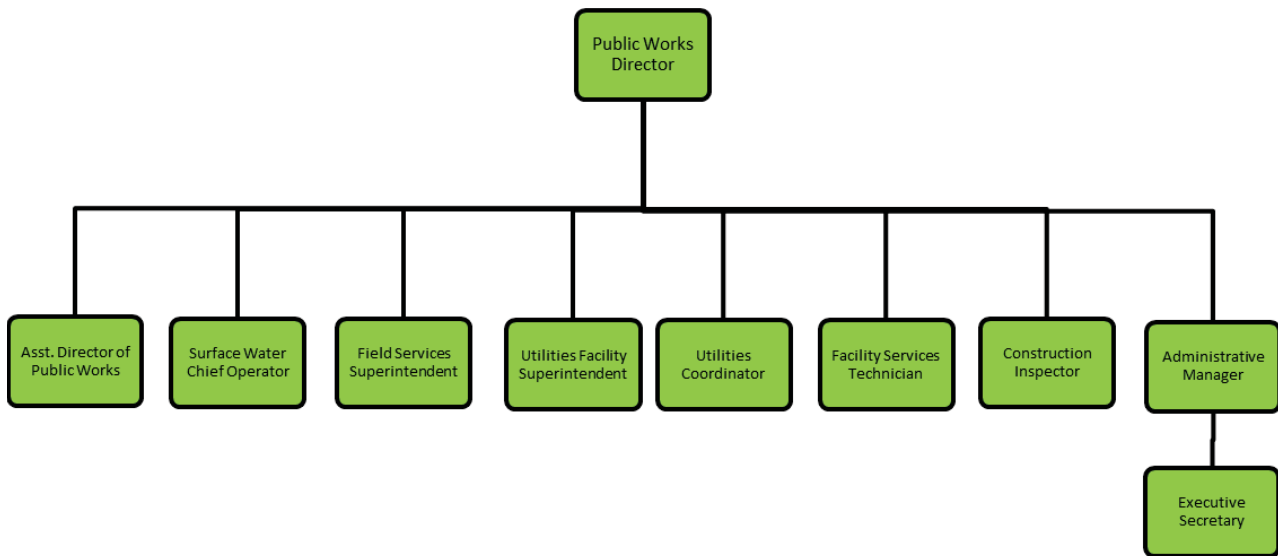 Public Works
Director
Asst. Director of
Public Works
Surface Water
Chief Operator
Field Services
Superintendent
Utilities Facility
Superintendent
Utilities
Coordinator
Facility Services
Technician
Construction
Inspector
Administrative
Manager
Executive
Secretary